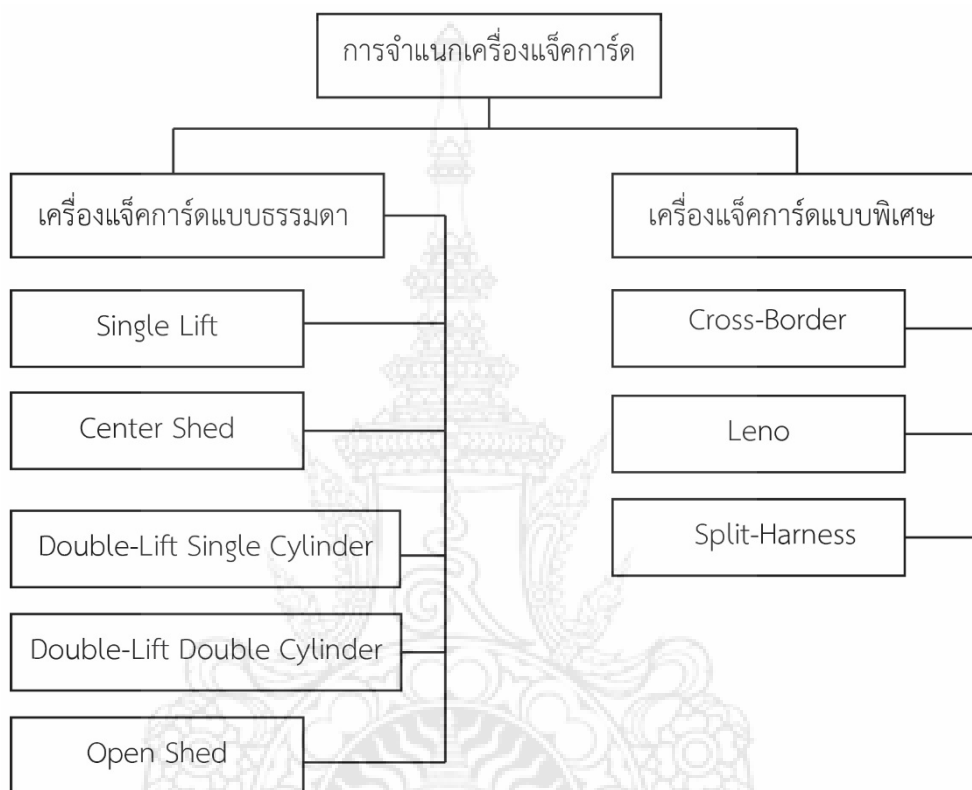 การจำแนกเครื่องแจ็คการ์ด
เครื่องแจ็คการ์ดแบบธรรมดา
Single Lift
Center Shed
Double-Lift Single Cylinder
Double-Lift Double Cylinder
Open Shed
เครื่องแจ็คการ์ดแบบพิเศษ
Cross-Border
Leno
Split-Harness